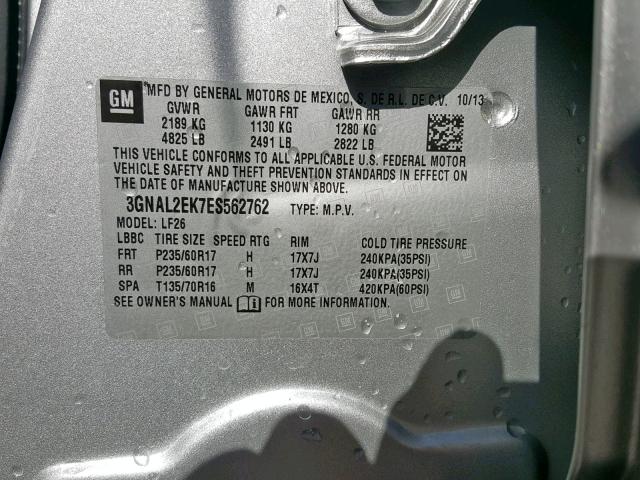 GM
MFD BY GENERAL MOTORS DE MEXICO, S. DE R.L. DE C.V. 10/13
GVWR GAWR FRT GAWR RR
2189 KG 1130 KG 1280 KG
4825 LB 2491 LB 2822 LB
THIS VEHICLE CONFORMS TO ALL APPLICABLE U.S. FEDERAL MOTOR
VEHICLE SAFETY AND THEFT PREVENTION STANDARDS IN EFFECT ON
THE DATE OF MANUFACTURE SHOWN ABOVE.
3GNAL2EK7ES562762 TYPE: M.P.V.
MODEL: LF26
LBBC TIRE SIZE SPEED RTG RIM COLD TIRE PRESSURE
FRT P235/60R17 H 17X7J 240KPA(35PSI)
RR P235/60R17 H 17X7J 240KPA(35PSI)
SPA T135/70R16 M 16X4T 420KPA(60PSI)
SEE OWNER'S MANUAL FOR MORE INFORMATION.